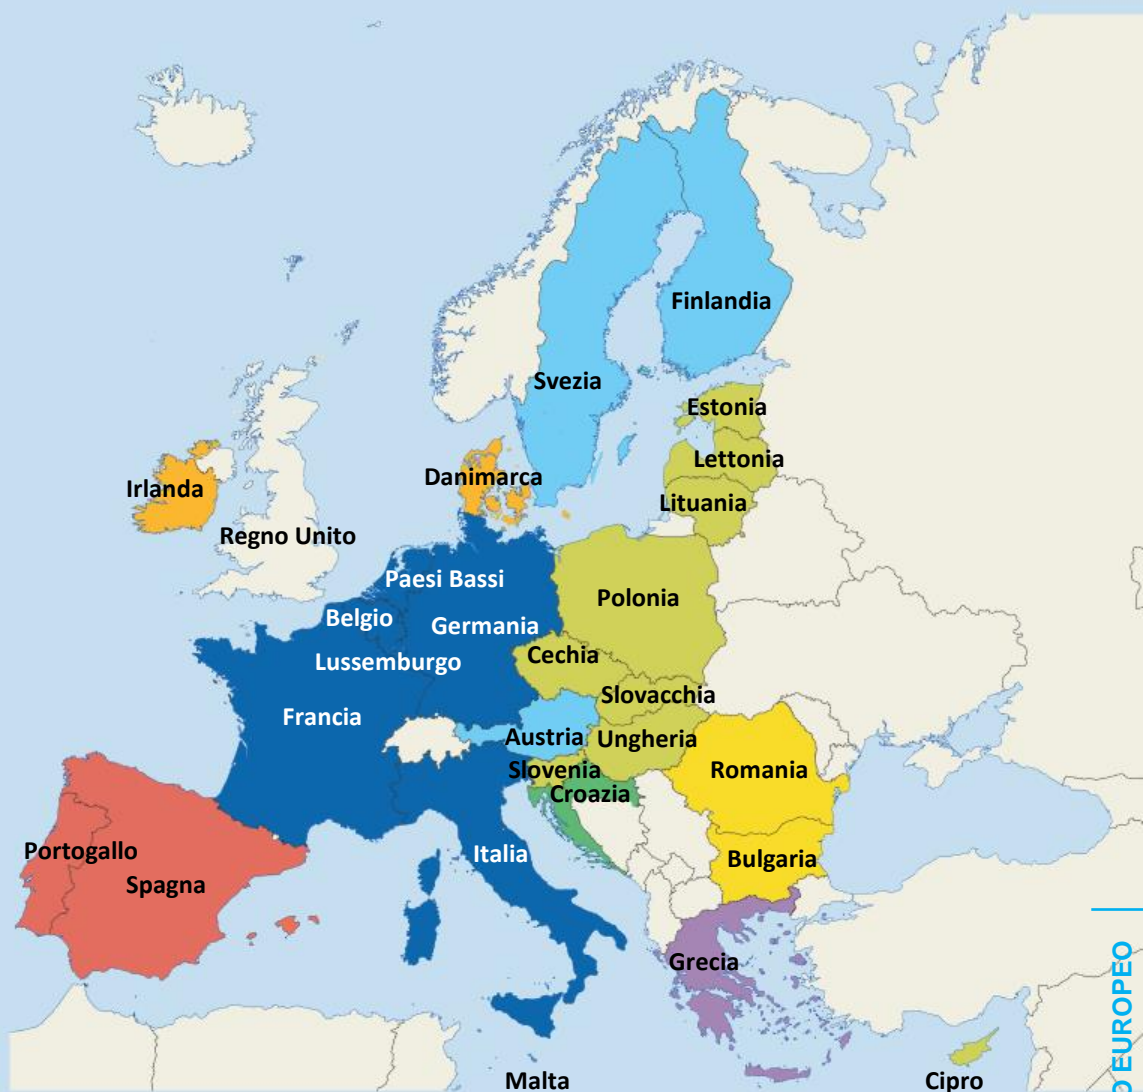 Finlandia
Svezia
Estonia
Lettonia
Lituania
Danimarca
Irlanda
Regno Unito
Paesi Bassi
Belgio
Germania
Polonia
Lussemburgo
Cechia
Francia
Slovacchia
Austria
Ungheria
Slovenia
Croazia
Romania
Portogallo
Spagna
Italia
Bulgaria
Grecia
Malta
Cipro
O EUROPEO